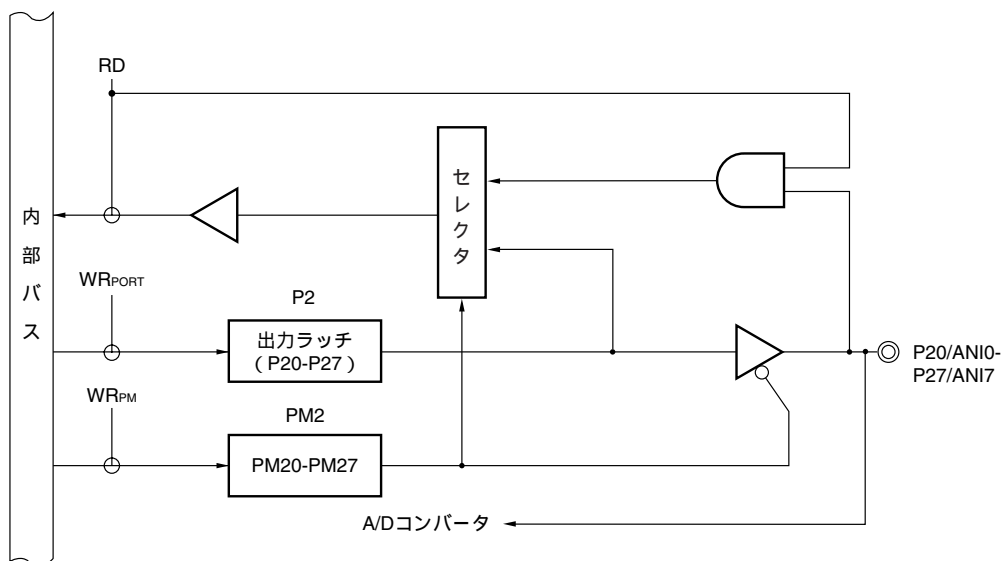 RD
セレクタ
内部バス
WRPORT
P2
出力ラッチ
(P20-P27)
P20/ANI0-
P27/ANI7
WRPM
PM2
PM20-PM27
A/Dコンバータ